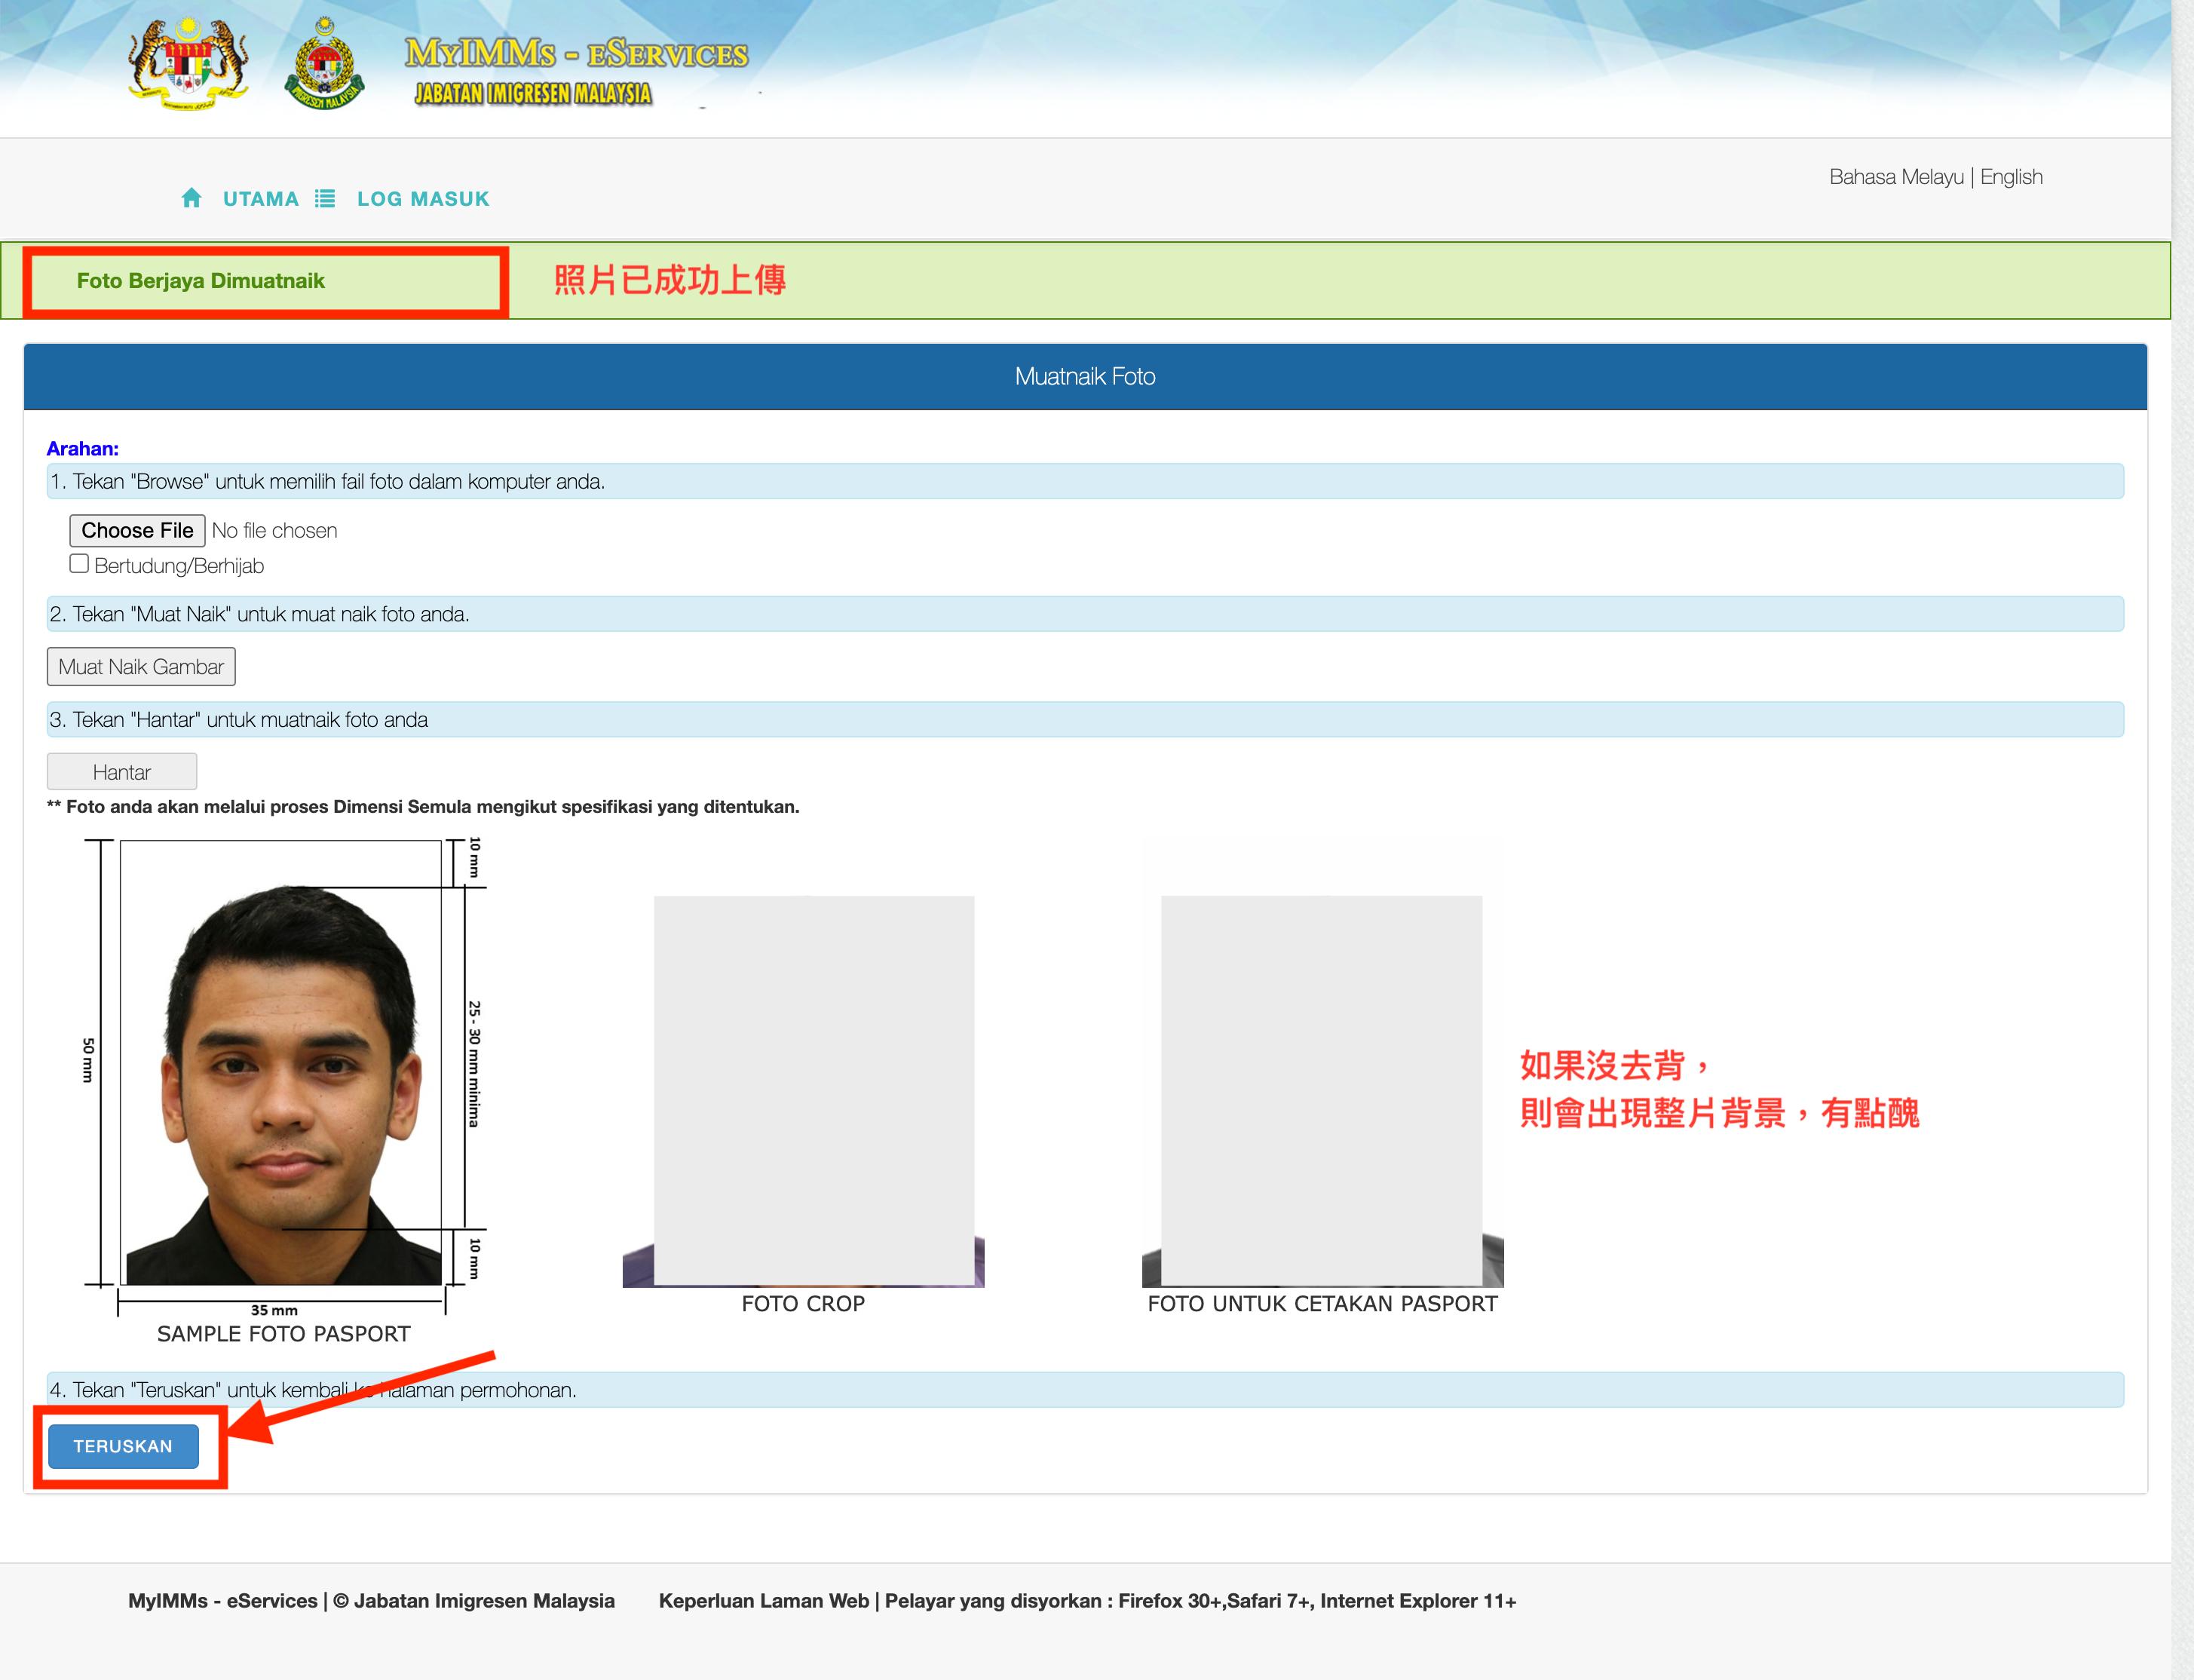 MyIMMs - eServices
JABATAN IMIGRESEN MALAYSIA
UTAMA LOG MASUK
Bahasa Melayu | English
Foto Berjaya Dimuatnaik
照片已成功上傳
Muatnaik Foto
Arahan:
1. Tekan "Browse" untuk memilih fail foto dalam komputer anda.
Choose File No file chosen
Bertudung/Berhijab
2. Tekan "Muat Naik" untuk muat naik foto anda.
Muat Naik Gambar
3. Tekan "Hantar" untuk muatnaik foto anda
Hantar
** Foto anda akan melalui proses Dimensi Semula mengikut spesifikasi yang ditentukan.
10 mm
50 mm
25 - 30 mm minima
10 mm
35 mm
SAMPLE FOTO PASPORT
FOTO CROP
FOTO UNTUK CETAKAN PASPORT
如果沒去背，
則會出現整片背景，有點醜
4. Tekan "Teruskan" untuk kembali ke halaman permohonan.
TERUSKAN
MyIMMs - eServices | © Jabatan Imigresen Malaysia
Keperluan Laman Web | Pelayar yang disyorkan : Firefox 30+,Safari 7+, Internet Explorer 11+